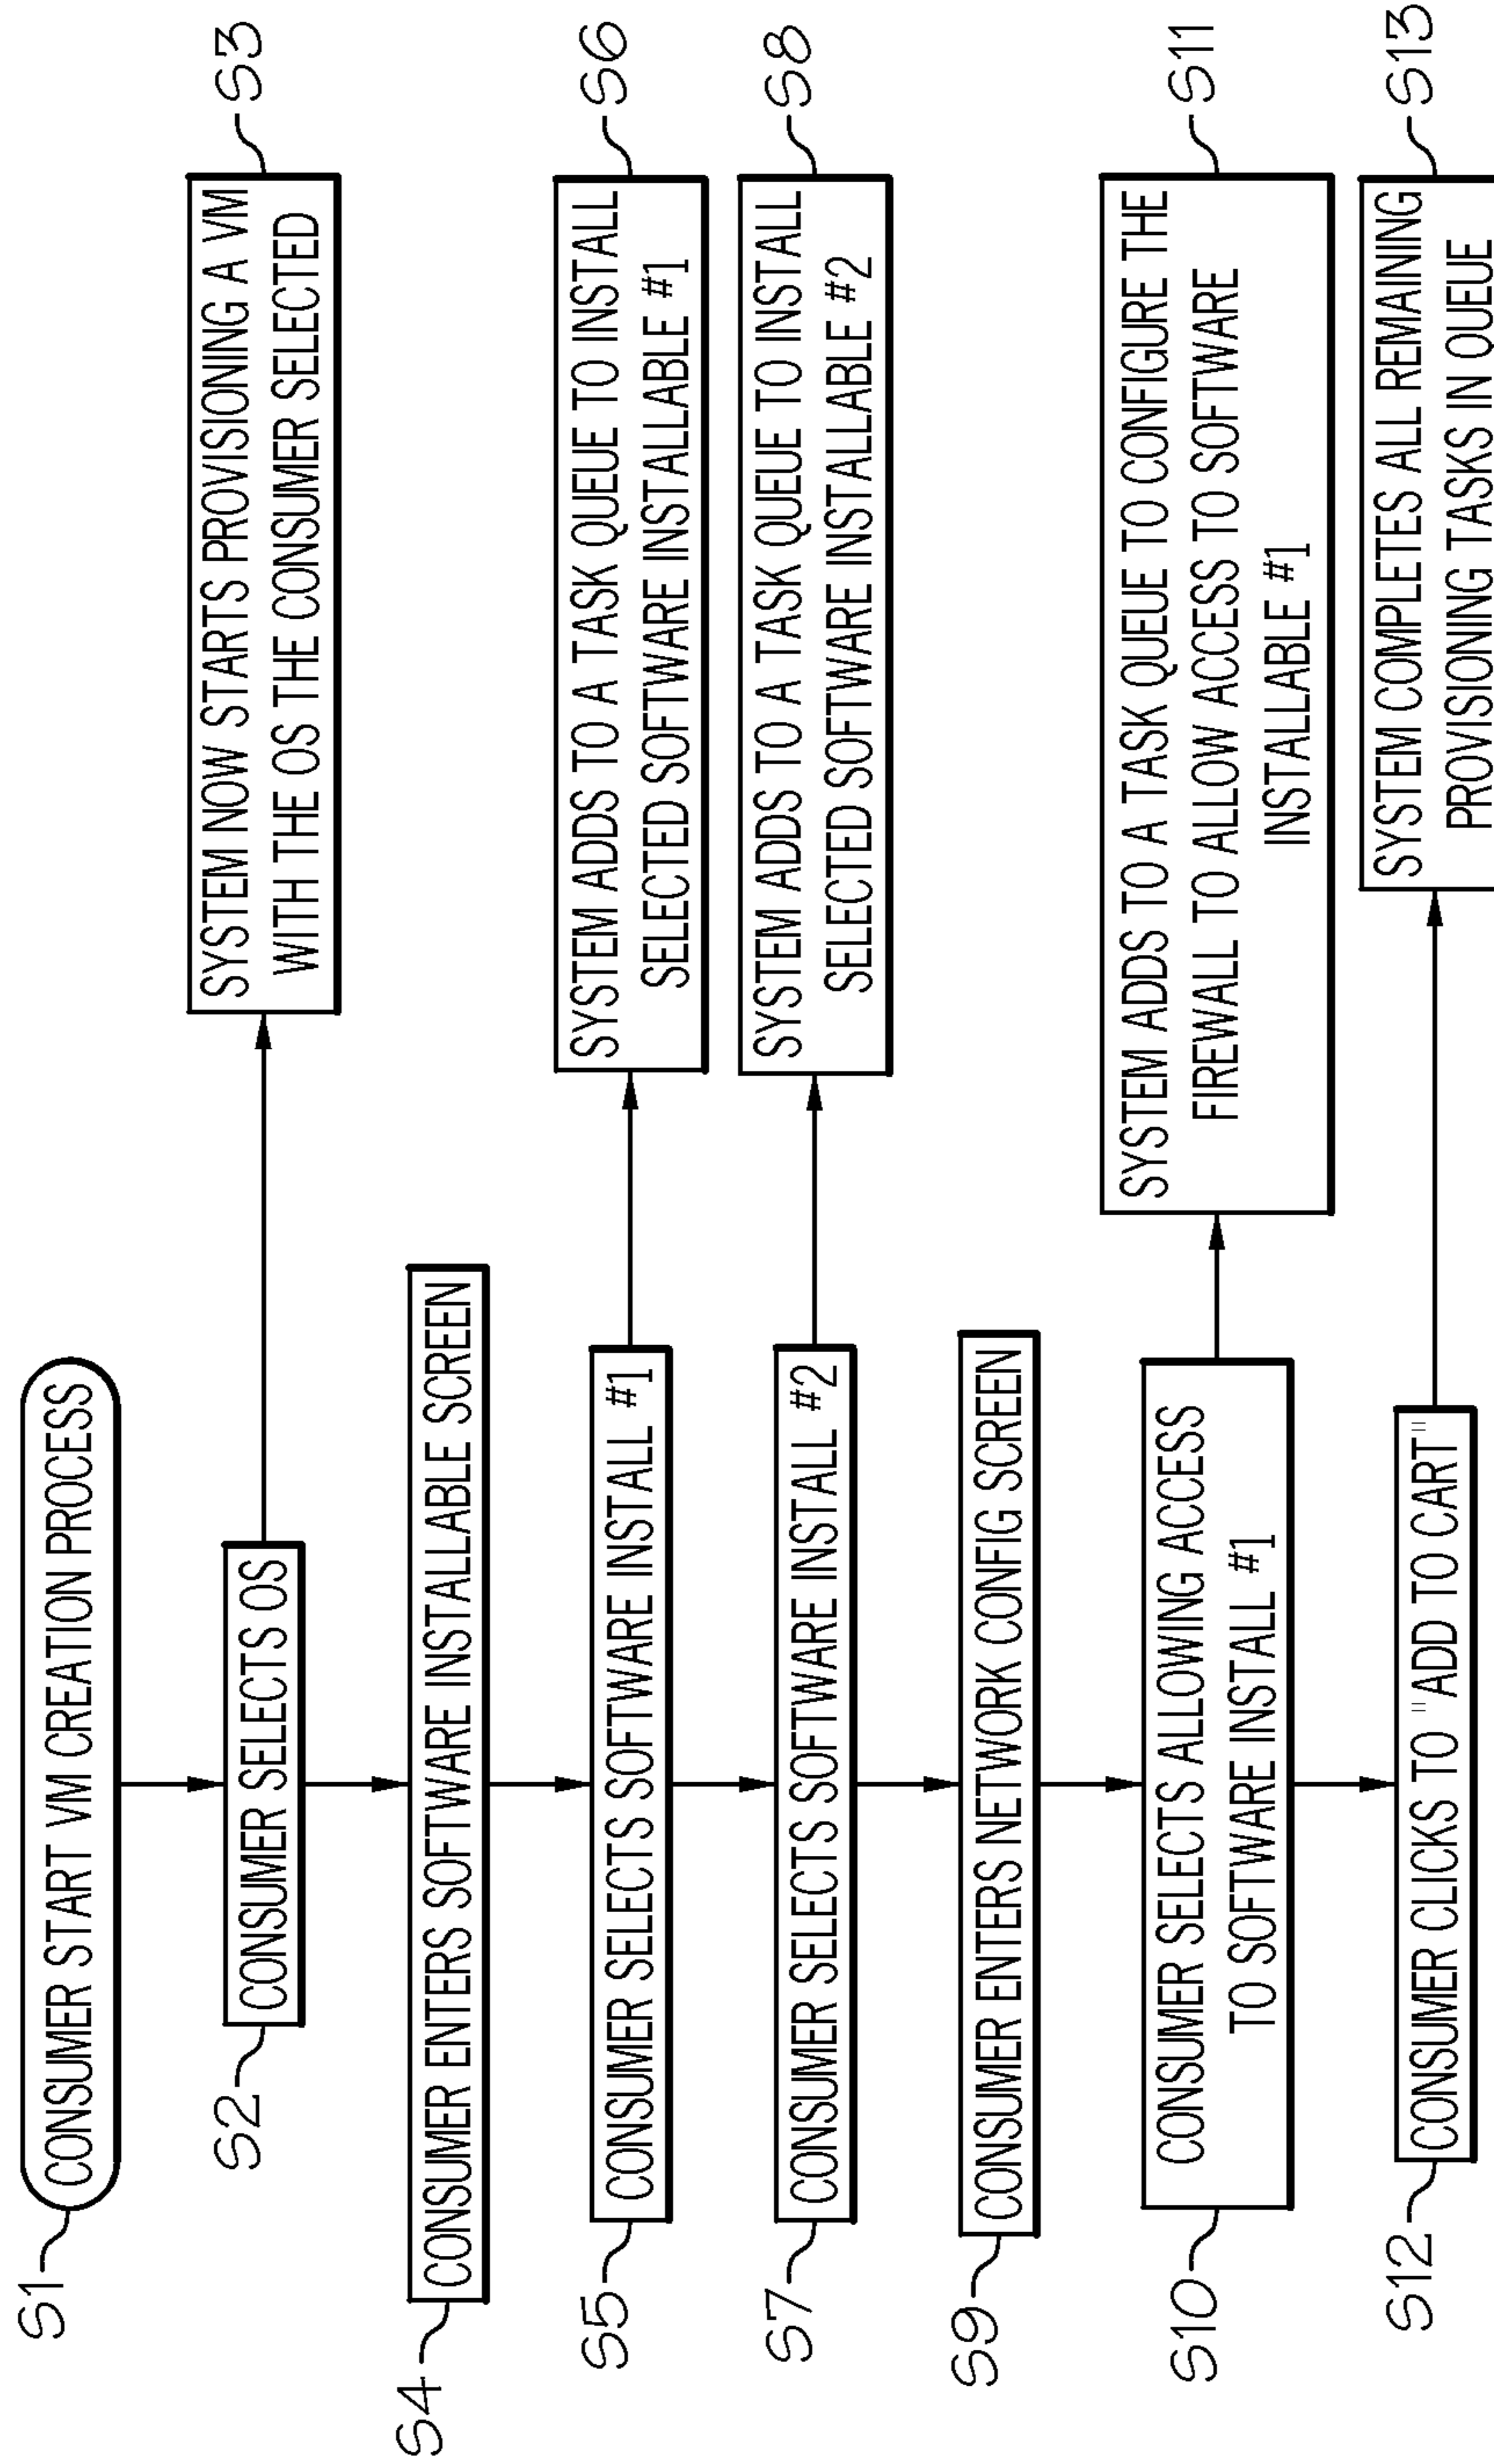 S1
CONSUMER START VM CREATION PROCESS
S2
CONSUMER SELECTS OS
S3
SYSTEM NOW STARTS PROVISIONING A VM
WITH THE OS THE CONSUMER SELECTED
S4
CONSUMER ENTERS SOFTWARE INSTALLABLE SCREEN
S5
CONSUMER SELECTS SOFTWARE INSTALL #1
S6
SYSTEM ADDS TO A TASK QUEUE TO INSTALL
SELECTED SOFTWARE INSTALLABLE #1
S7
CONSUMER SELECTS SOFTWARE INSTALL #2
S8
SYSTEM ADDS TO A TASK QUEUE TO INSTALL
SELECTED SOFTWARE INSTALLABLE #2
S9
CONSUMER ENTERS NETWORK CONFIG SCREEN
S10
CONSUMER SELECTS ALLOWING ACCESS
TO SOFTWARE INSTALL #1
S11
SYSTEM ADDS TO A TASK QUEUE TO CONFIGURE THE
FIREWALL TO ALLOW ACCESS TO SOFTWARE
INSTALLABLE #1
S12
CONSUMER CLICKS TO "ADD TO CART"
S13
SYSTEM COMPLETES ALL REMAINING
PROVISIONING TASKS IN QUEUE